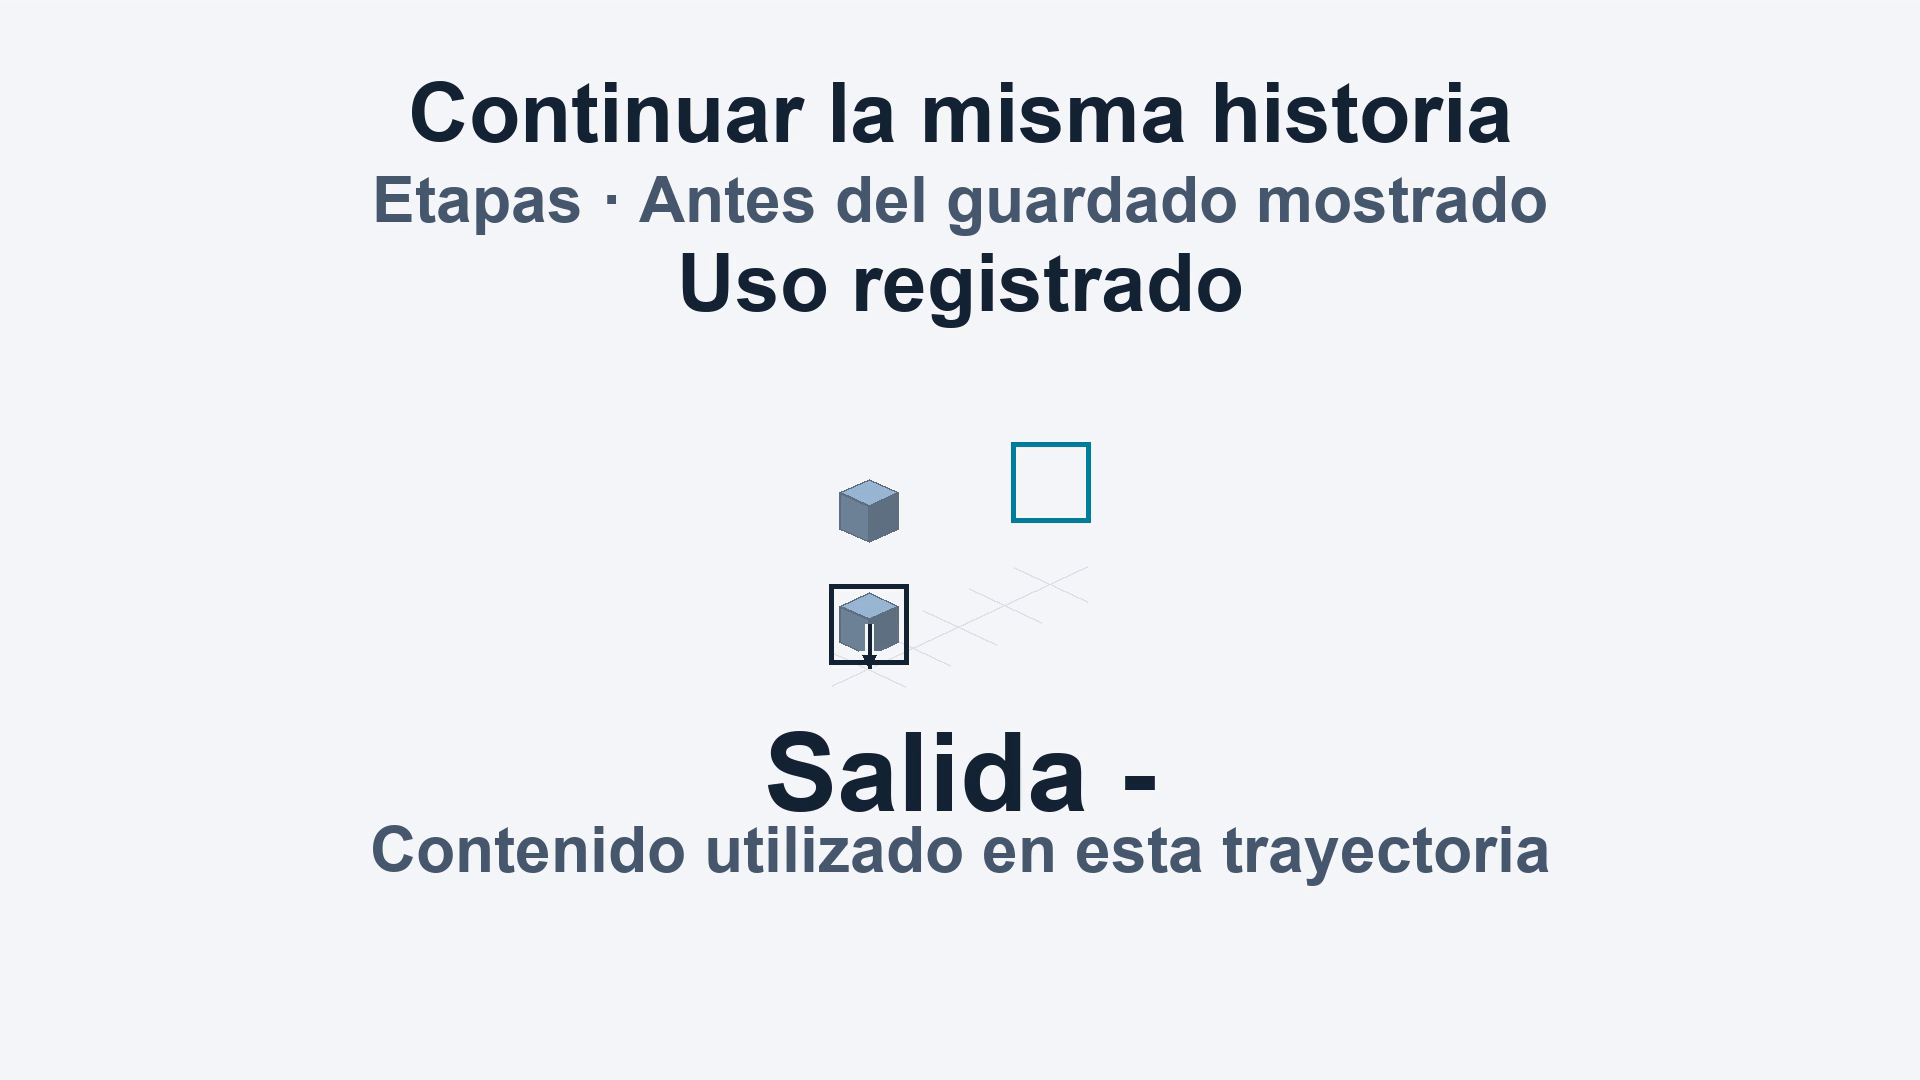 Continuar la misma historia
Etapas · Antes del guardado mostrado
Uso registrado
Salida -
Contenido utilizado en esta trayectoria